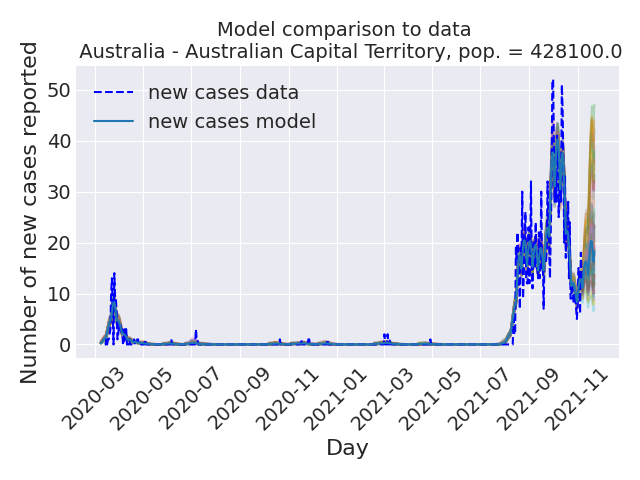 Model comparison to data
Australia - Australian Capital Territory, pop. = 428100.0
Number of new cases reported
50
40
30
20
10
0
new cases data
new cases model
2020-03
2020-05
2020-07
2020-09
2020-11
2021-01
2021-03
2021-05
2021-07
2021-09
2021-11
Day